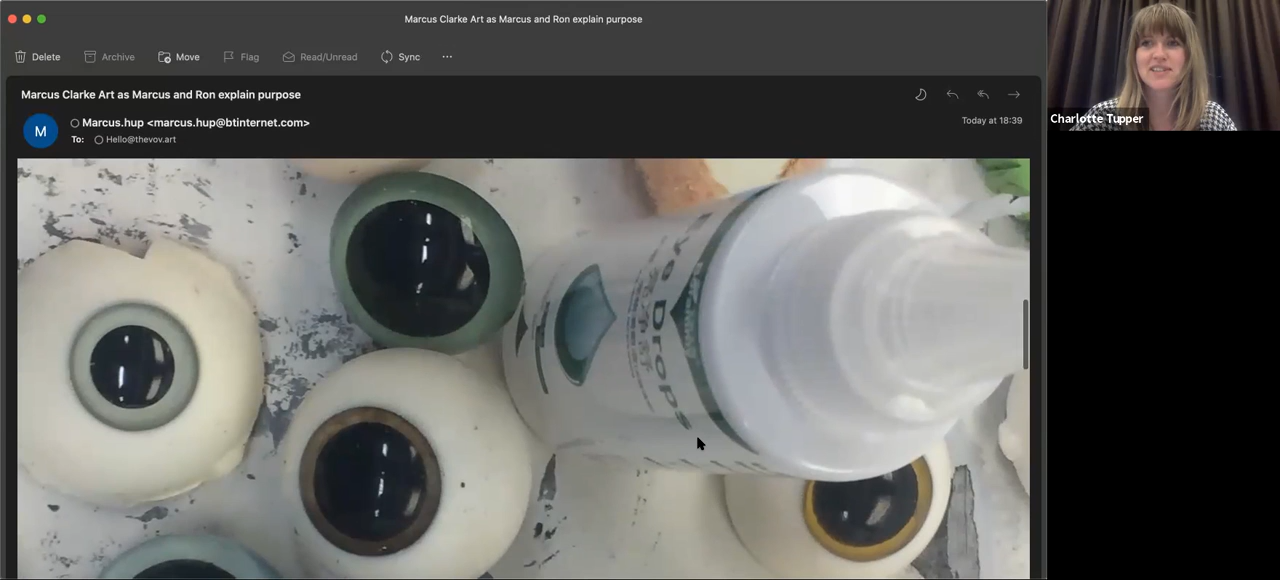 Marcus Clarke Art as Marcus and Ron explain purpose
Delete
Archive
Move
Flag
Read/Unread
Sync
Marcus Clarke Art as Marcus and Ron explain purpose
M
Marcus.hup <marcus.hup@btinternet.com>
Today at 18:39
To: Hello@thevov.art
Charlotte Tupper
Drops